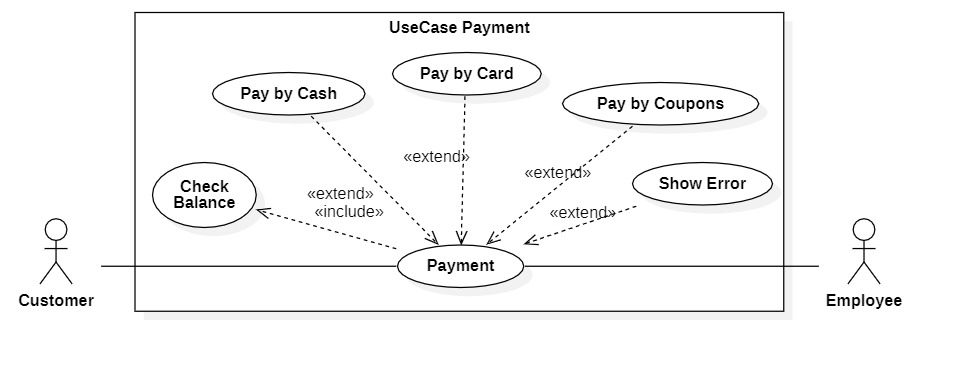 UseCase Payment
Pay by Card
Pay by Cash
Pay by Coupons
«extend»
«extend»
Check
Balance
Show Error
«extend»
«include»
«extend»
Payment
Customer
Employee